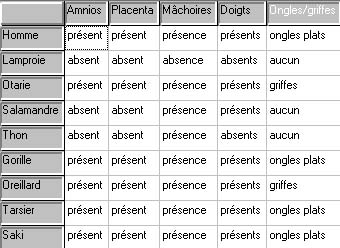 Amnios Placenta Mâchoires Doigts Ongles/griffes
Homme présent présent présence présents ongles plats
Lamproie absent absent absence absents aucun
Otarie présent présent présence présents griffes
Salamandre absent absent présence présents aucun
Thon absent absent présence absents aucun
Gorille présent présent présence présents ongles plats
Oreillard présent présent présence présents griffes
Tarsier présent présent présence présents ongles plats
Saki présent présent présence présents ongles plats